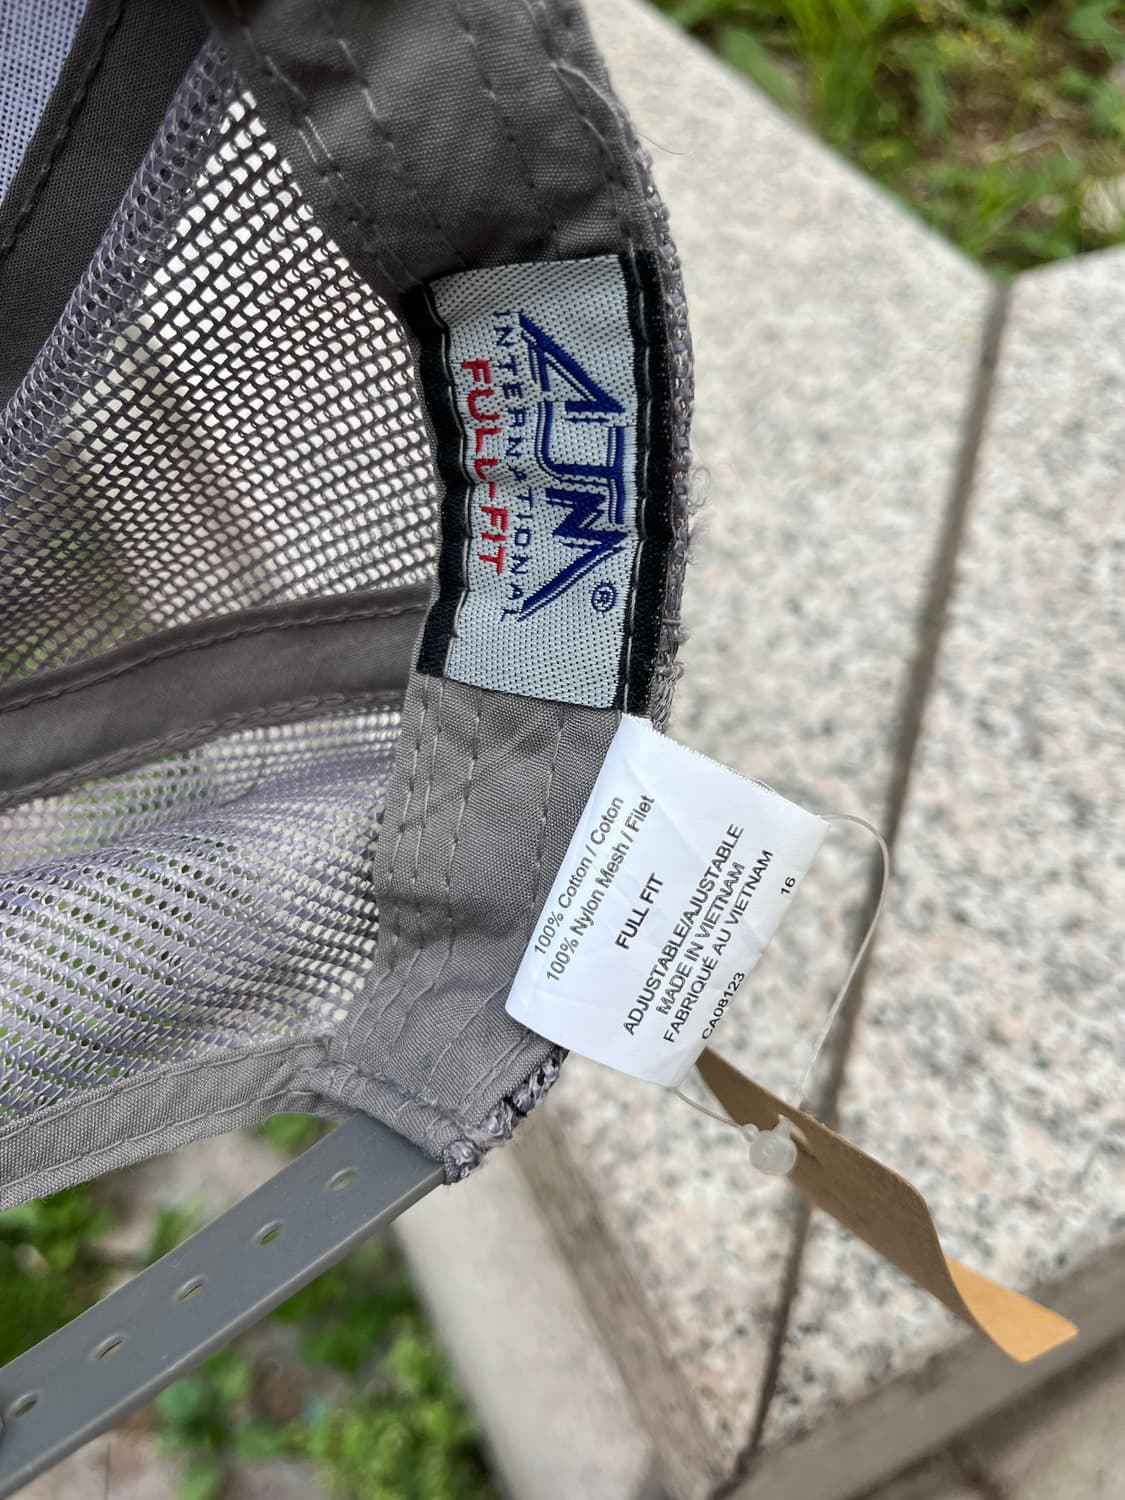 AJM®
INTERNATIONAL
FULL-FIT
100% Cotton / Coton
100% Nylon Mesh / Filet
FULL FIT
ADJUSTABLE/AJUSTABLE
MADE IN VIETNAM
FABRIQUÉ AU VIETNAM
CA08123
16